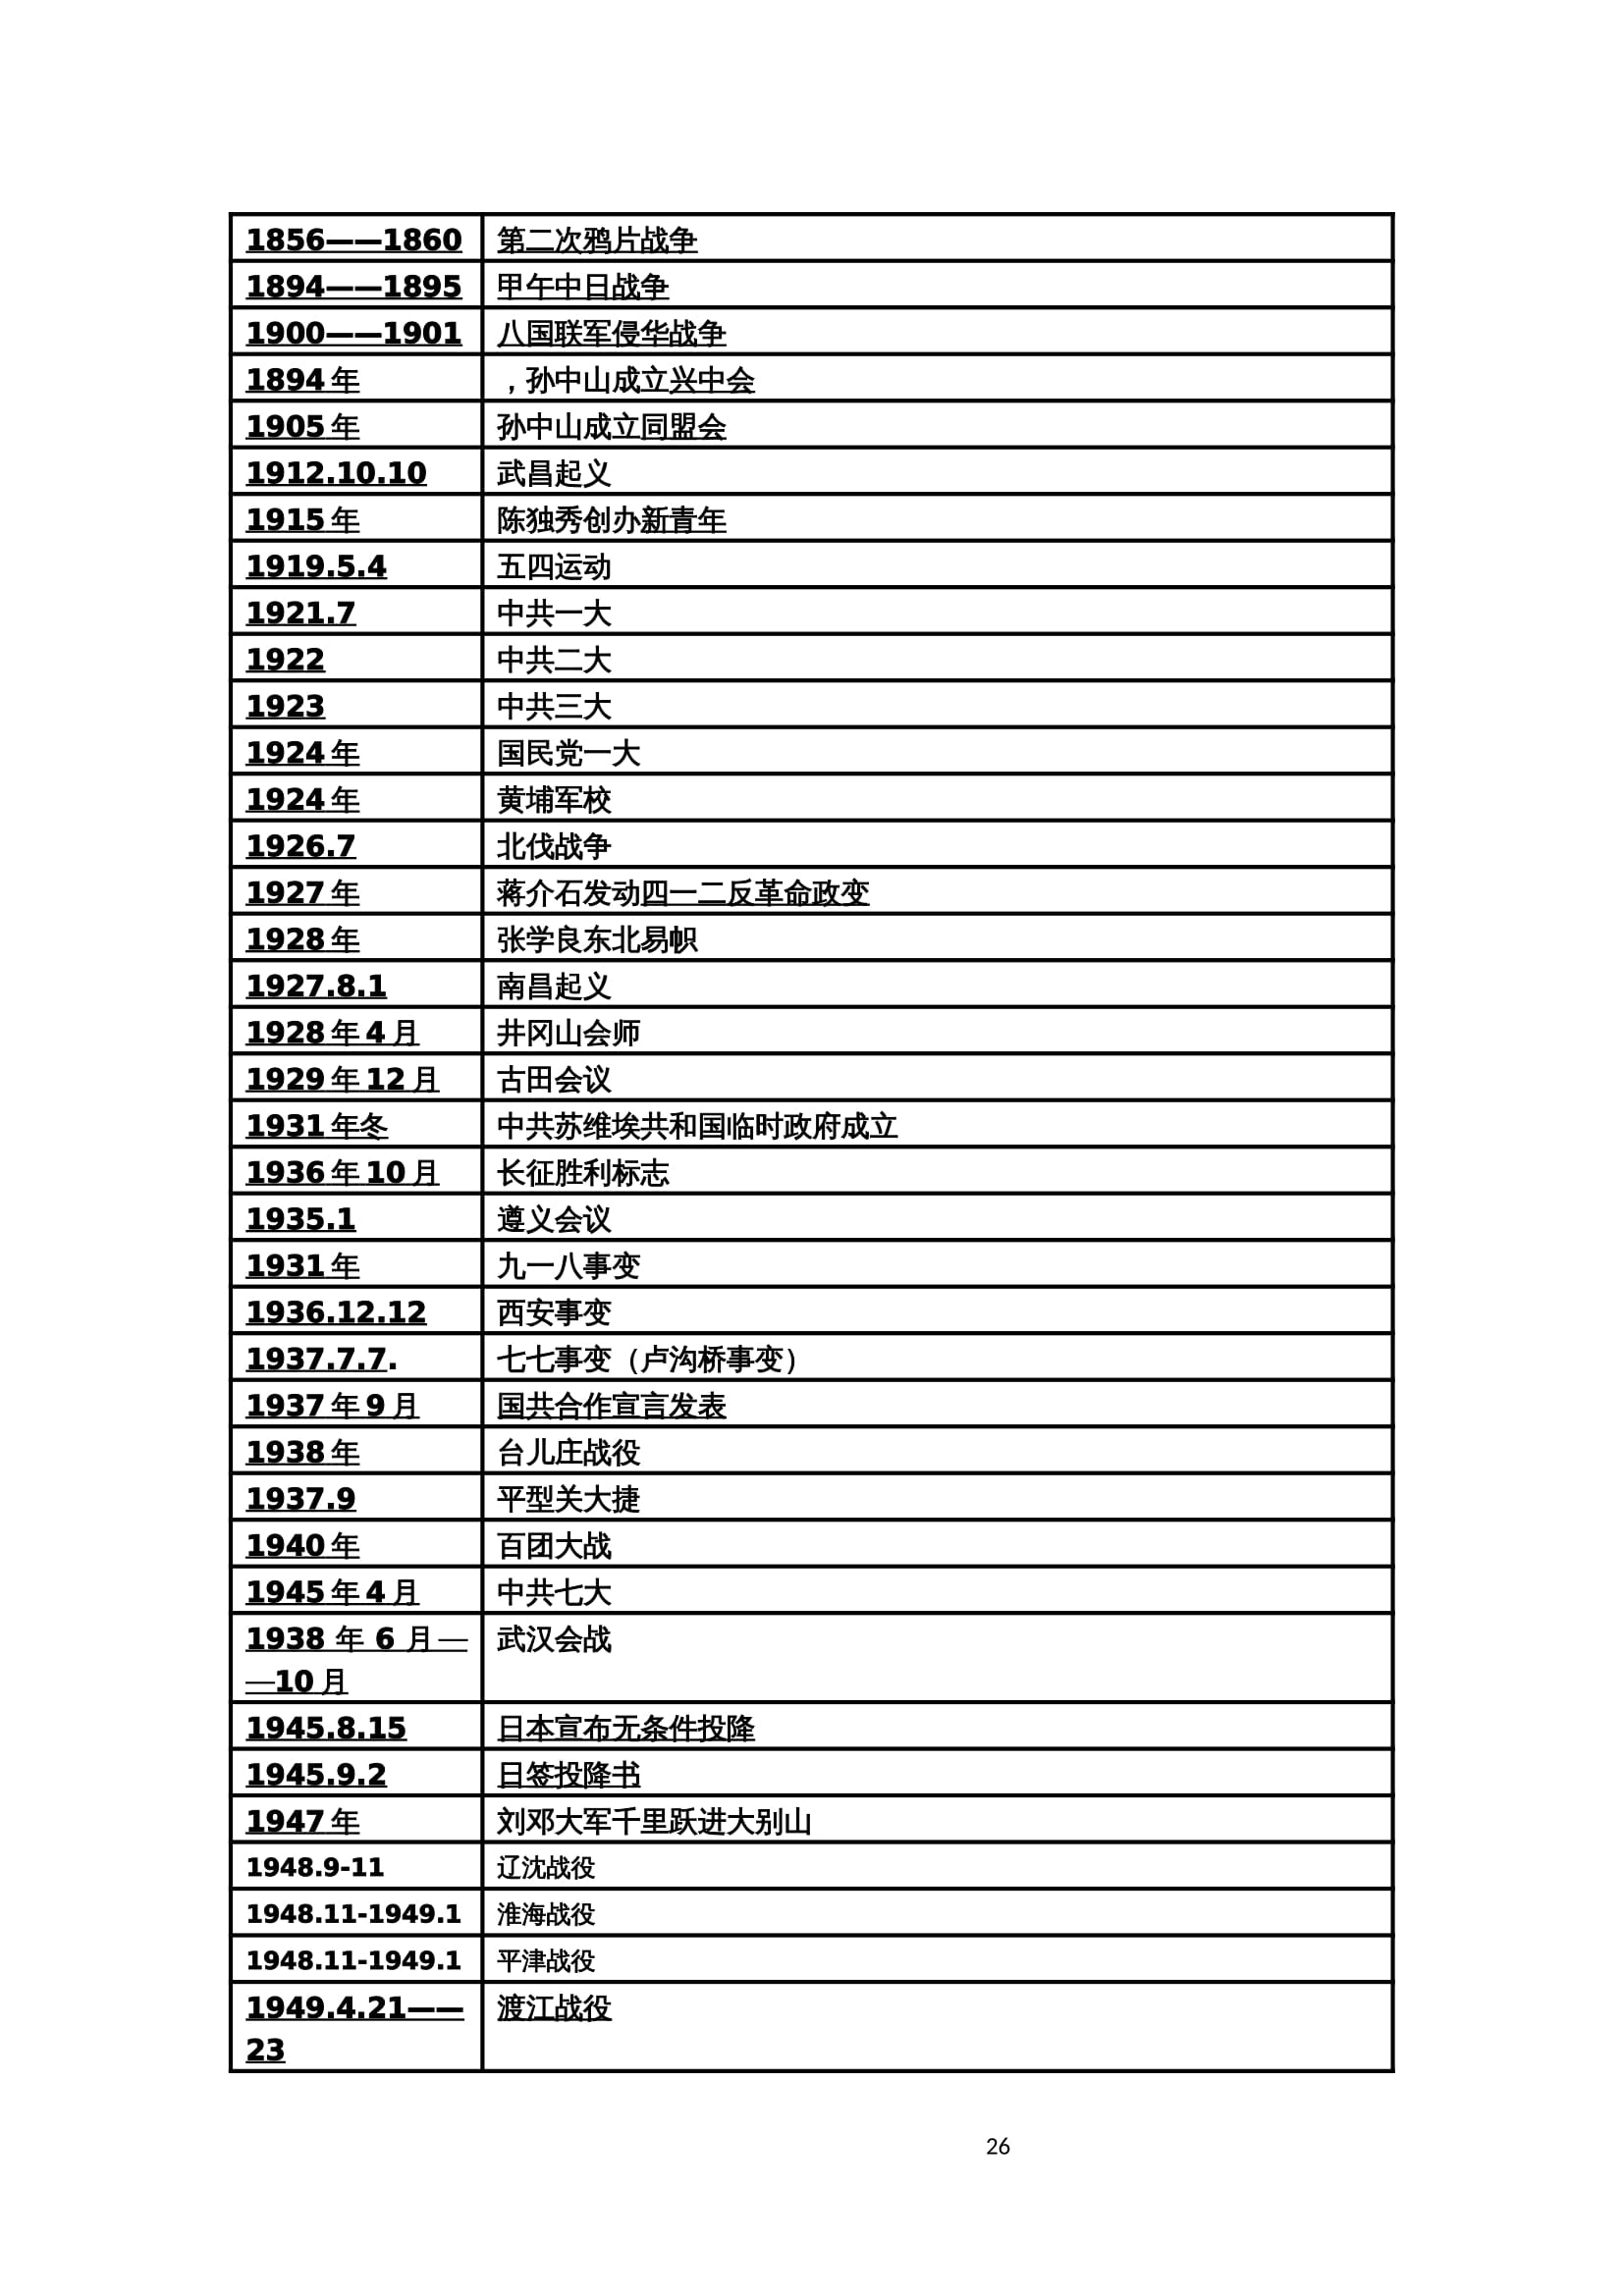 1856——1860 第二次鸦片战争
1894——1895 甲午中日战争
1900——1901 八国联军侵华战争
1894年 ，孙中山成立兴中会
1905年 孙中山成立同盟会
1912.10.10 武昌起义
1915年 陈独秀创办新青年
1919.5.4 五四运动
1921.7 中共一大
1922 中共二大
1923 中共三大
1924年 国民党一大
1924年 黄埔军校
1926.7 北伐战争
1927年 蒋介石发动四一二反革命政变
1928年 张学良东北易帜
1927.8.1 南昌起义
1928年4月 井冈山会师
1929年12月 古田会议
1931年冬 中共苏维埃共和国临时政府成立
1936年10月 长征胜利标志
1935.1 遵义会议
1931年 九一八事变
1936.12.12 西安事变
1937.7.7. 七七事变（卢沟桥事变）
1937年9月 国共合作宣言发表
1938年 台儿庄战役
1937.9 平型关大捷
1940年 百团大战
1945年4月 中共七大
1938年6月— 武汉会战
—10月
1945.8.15 日本宣布无条件投降
1945.9.2 日签投降书
1947年 刘邓大军千里跃进大别山
1948.9-11 辽沈战役
1948.11-1949.1 淮海战役
1948.11-1949.1 平津战役
1949.4.21—— 渡江战役
23
26